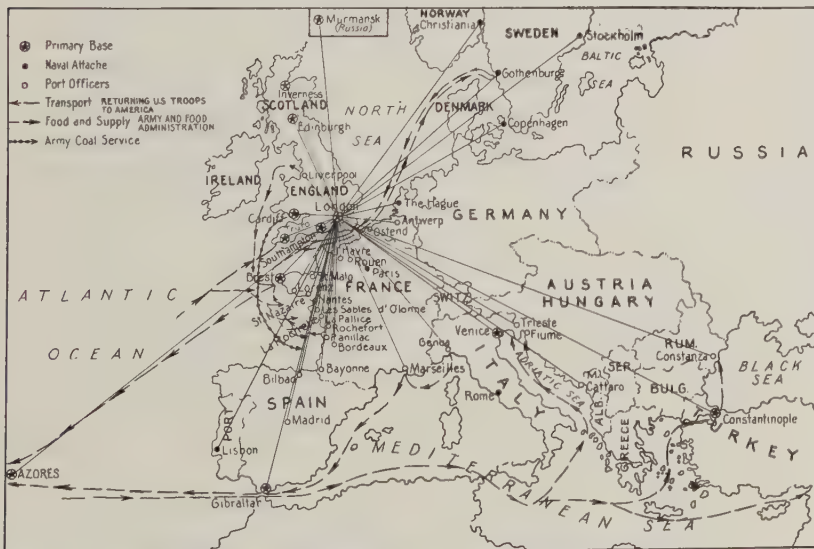 Primary Base
Naval Attache
Port Officers
Transport RETURNING U.S. TROOPS
TO AMERICA
Food and Supply ARMY AND FOOD
ADMINISTRATION
Army Coal Service
Murmansk
(Russia)
NORWAY
Christiania
SWEDEN
Stockholm
BALTIC
SEA
Gothenburg
Inverness
SCOTLAND
Edinburgh
NORTH
SEA
DENMARK
Copenhagen
RUSSIA
IRELAND
Liverpool
ENGLAND
London
Cardiff
Southampton
The Hague
Antwerp
Ostend
GERMANY
Havre
Rouen
Paris
Brest
St Malo
FRANCE
St Nazarre
Nantes
Les Sables d'Olonne
La Rochelle
Pallice
Rochefort
Pauillac
Bordeaux
ATLANTIC
OCEAN
SWITZ.
AUSTRIA
HUNGARY
Venice
Trieste
Fiume
Genoa
ITALY
ADRIATIC SEA
Rome
RUM.
Constanza
SER.
BULG.
BLACK
SEA
M.
Cattaro
ALB.
GREECE
Constantinople
TURKEY
Bilbao
Bayonne
Marseilles
SPAIN
PORT
Madrid
Lisbon
MEDITERRANEAN SEA
AZORES
Gibraltar